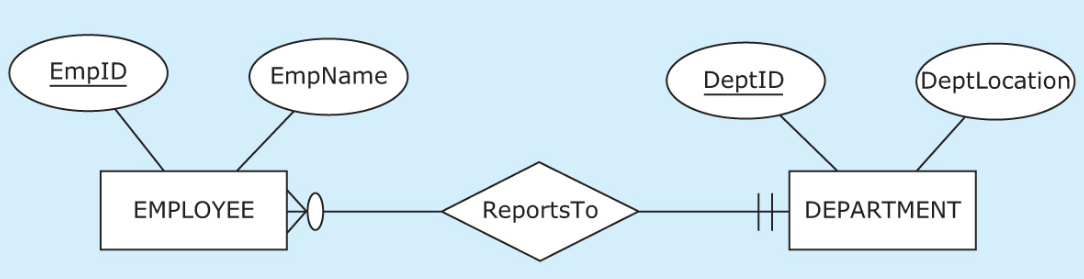 EmpID
EmpName
DeptID
DeptLocation
EMPLOYEE
ReportsTo
DEPARTMENT